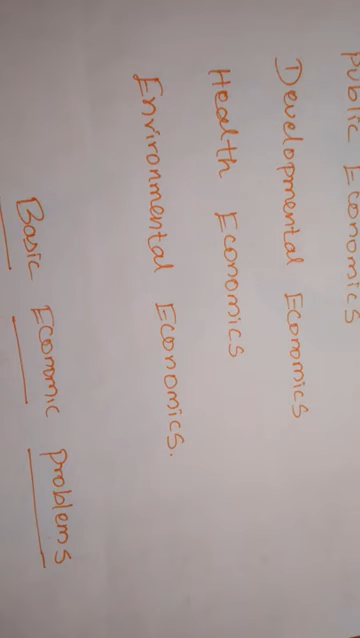 Public Economics
Developmental Economics
Health Economics
Environmental Economics.
Basic Economic Problems